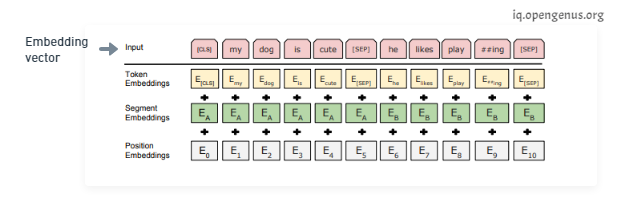 iq.opengenus.org
Embedding vector
Input [CLS] my dog is cute [SEP] he likes play ##ing [SEP]
Token Embeddings E[CLS] Emy Edog Eis Ecute E[SEP] Ehe Elikes Eplay E##ing E[SEP]
+ + + + + + + + + + +
Segment Embeddings EA EA EA EA EA EA EB EB EB EB EB
+ + + + + + + + + + +
Position Embeddings E0 E1 E2 E3 E4 E5 E6 E7 E8 E9 E10